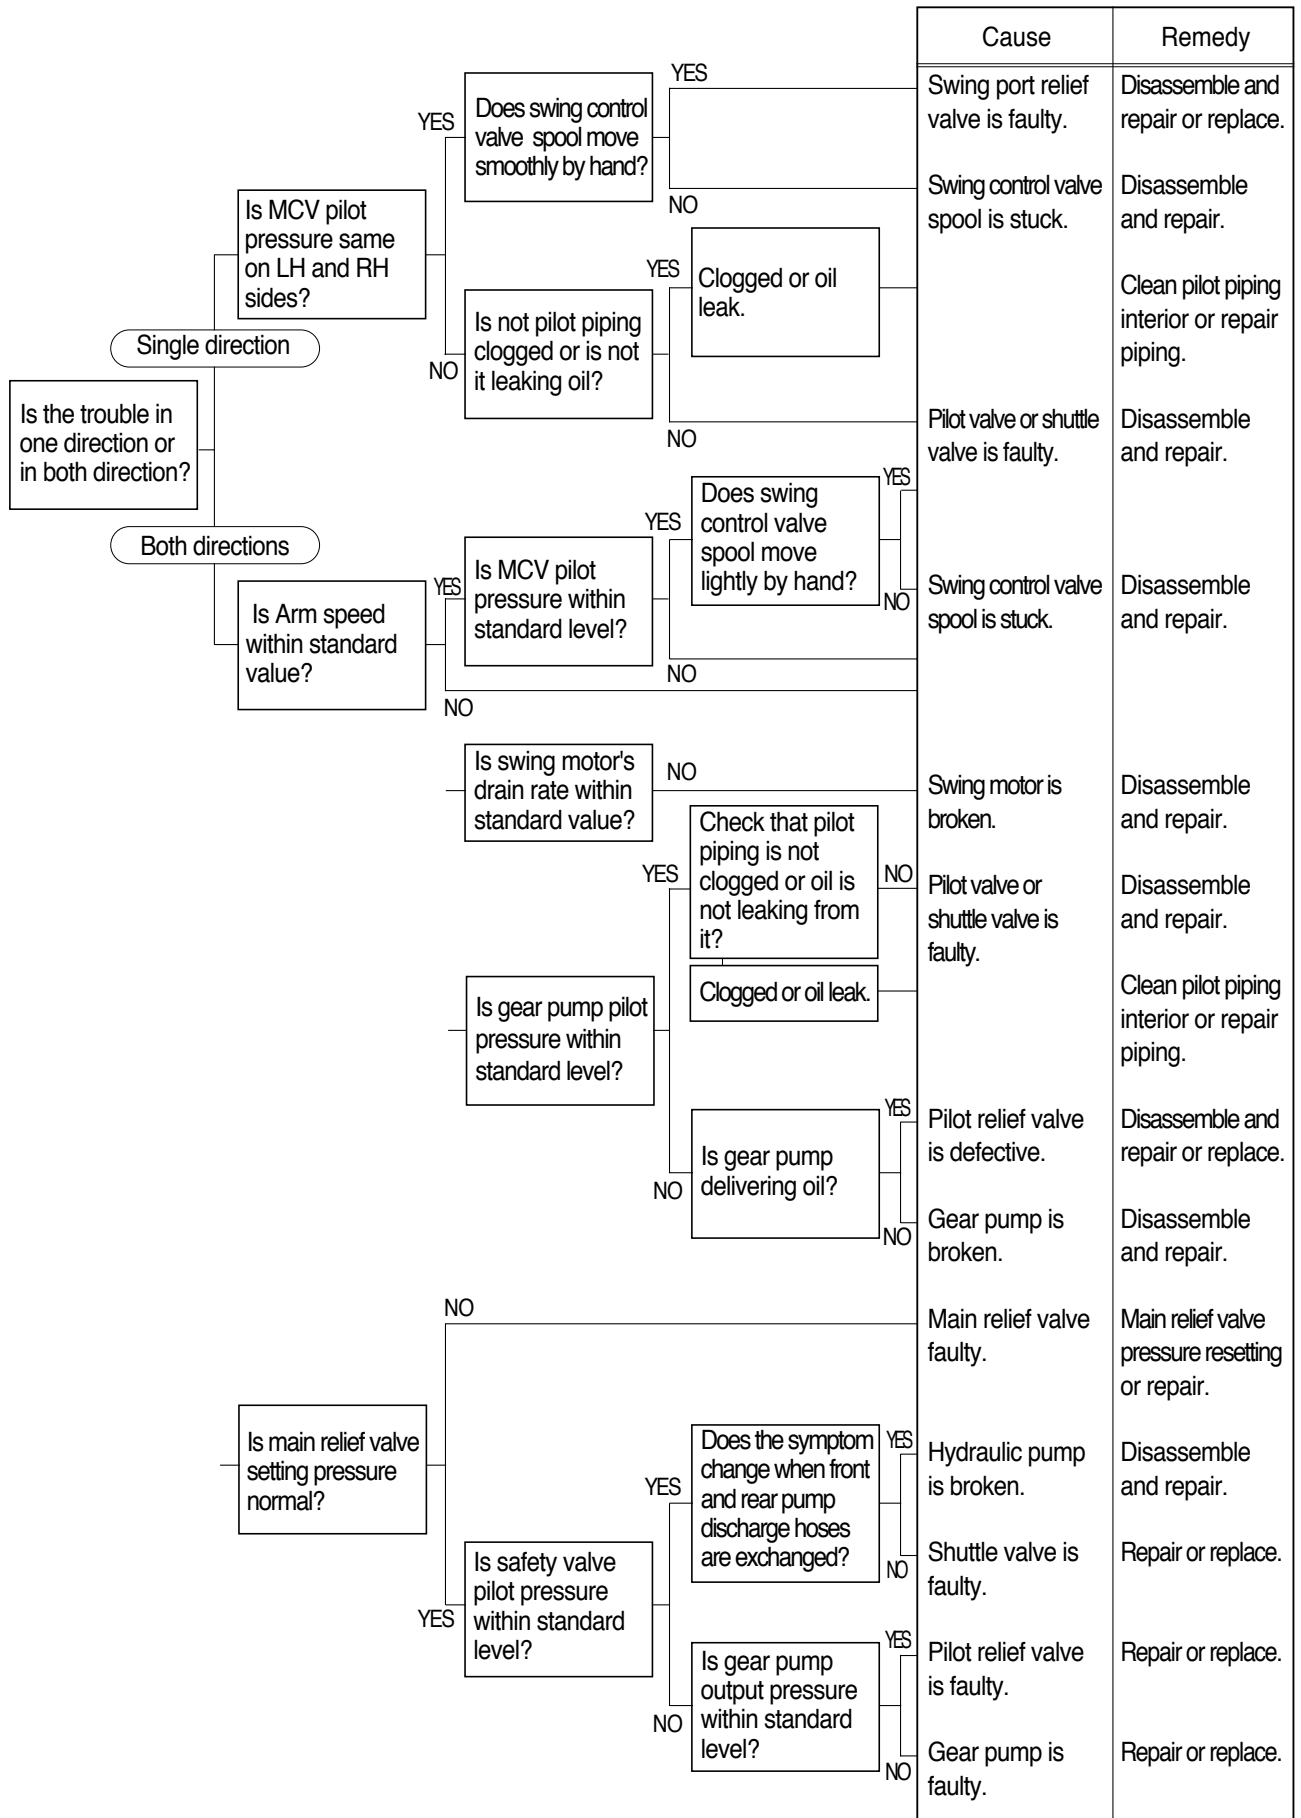 Cause
Remedy
Is the trouble in
one direction or
in both direction?
Single direction
Is MCV pilot
pressure same
on LH and RH
sides?
YES
Does swing control
valve spool move
smoothly by hand?
YES
Swing port relief
valve is faulty.
Disassemble and
repair or replace.
NO
Swing control valve
spool is stuck.
Disassemble
and repair.
NO
Is not pilot piping
clogged or is not
it leaking oil?
YES
Clogged or oil
leak.
Clean pilot piping
interior or repair
piping.
NO
Pilot valve or shuttle
valve is faulty.
Disassemble
and repair.
Both directions
Is Arm speed
within standard
value?
YES
Is MCV pilot
pressure within
standard level?
YES
Does swing
control valve
spool move
lightly by hand?
YES
NO
Swing control valve
spool is stuck.
Disassemble
and repair.
NO
NO
Is swing motor's
drain rate within
standard value?
NO
Swing motor is
broken.
Disassemble
and repair.
Is gear pump pilot
pressure within
standard level?
YES
Check that pilot
piping is not
clogged or oil is
not leaking from
it?
NO
Pilot valve or
shuttle valve is
faulty.
Disassemble
and repair.
Clogged or oil leak.
Clean pilot piping
interior or repair
piping.
NO
Is gear pump
delivering oil?
YES
Pilot relief valve
is defective.
Disassemble and
repair or replace.
NO
Gear pump is
broken.
Disassemble
and repair.
Is main relief valve
setting pressure
normal?
NO
Main relief valve
faulty.
Main relief valve
pressure resetting
or repair.
YES
Is safety valve
pilot pressure
within standard
level?
YES
Does the symptom
change when front
and rear pump
discharge hoses
are exchanged?
YES
Hydraulic pump
is broken.
Disassemble
and repair.
NO
Shuttle valve is
faulty.
Repair or replace.
NO
Is gear pump
output pressure
within standard
level?
YES
Pilot relief valve
is faulty.
Repair or replace.
NO
Gear pump is
faulty.
Repair or replace.